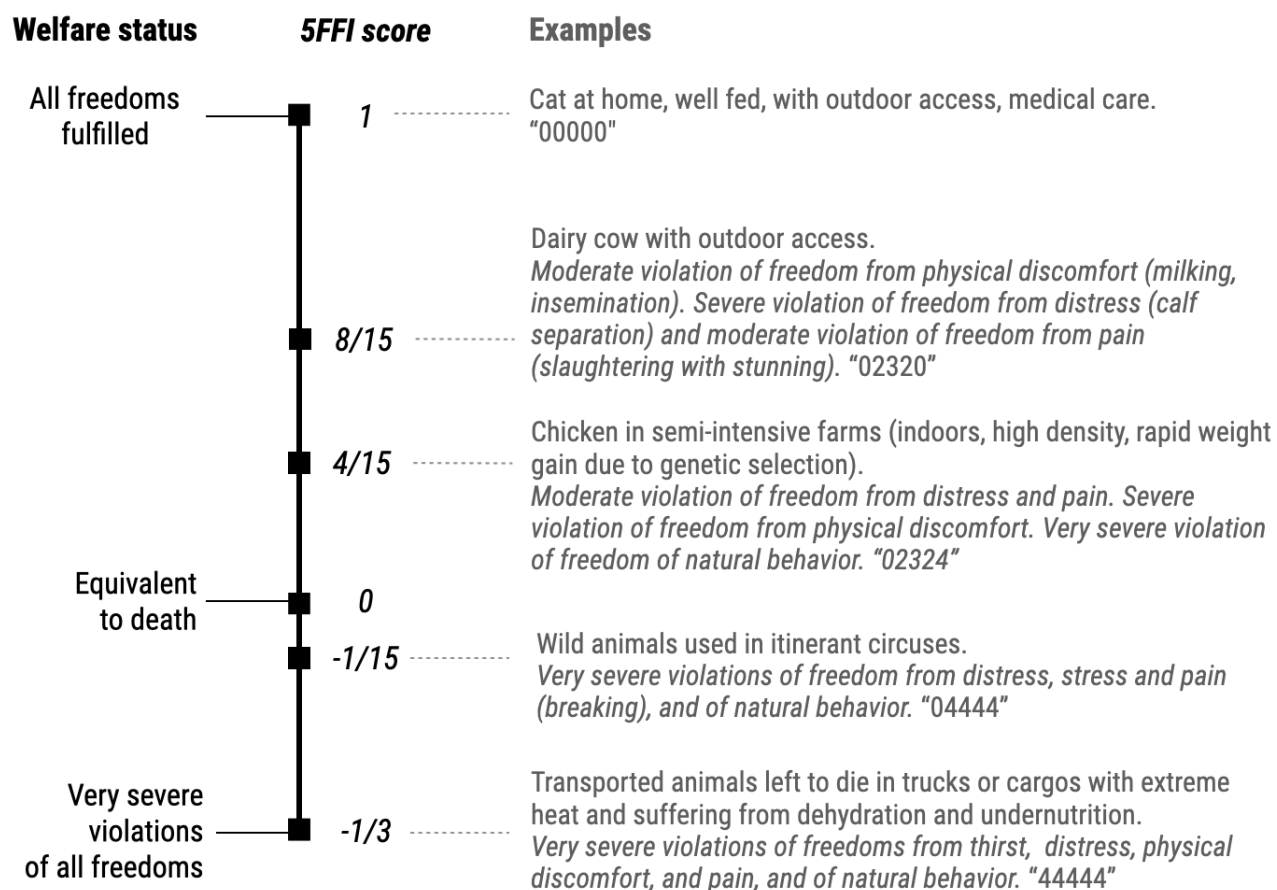 Welfare status 5FFI score Examples
All freedoms
fulfilled
1
Cat at home, well fed, with outdoor access, medical care.
“00000"
8/15
Dairy cow with outdoor access.
Moderate violation of freedom from physical discomfort (milking,
insemination). Severe violation of freedom from distress (calf
separation) and moderate violation of freedom from pain
(slaughtering with stunning). “02320”
4/15
Chicken in semi-intensive farms (indoors, high density, rapid weight
gain due to genetic selection).
Moderate violation of freedom from distress and pain. Severe
violation of freedom from physical discomfort. Very severe violation
of freedom of natural behavior. “02324”
Equivalent
to death
0
-1/15
Wild animals used in itinerant circuses.
Very severe violations of freedom from distress, stress and pain
(breaking), and of natural behavior. “04444”
Very severe
violations
of all freedoms
-1/3
Transported animals left to die in trucks or cargos with extreme
heat and suffering from dehydration and undernutrition.
Very severe violations of freedoms from thirst, distress, physical
discomfort, and pain, and of natural behavior. “44444”